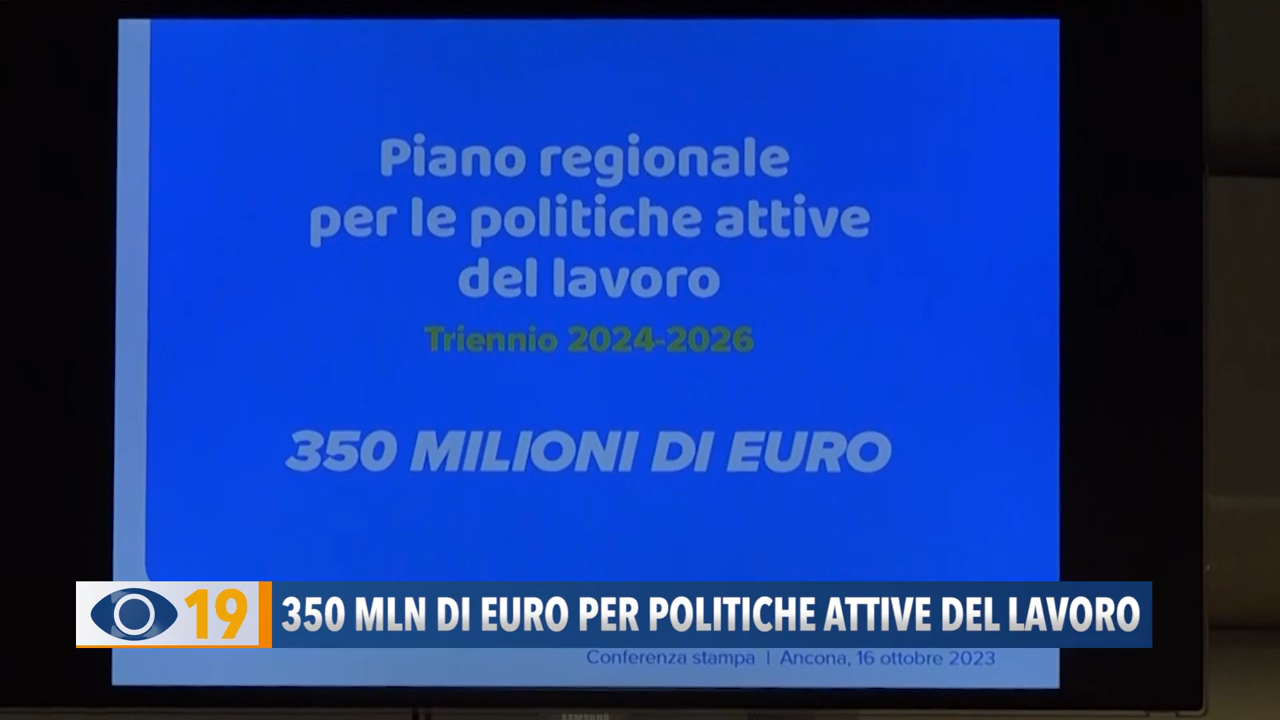 Piano regionale
per le politiche attive
del lavoro
Triennio 2024-2026
350 MILIONI DI EURO
19
350 MLN DI EURO PER POLITICHE ATTIVE DEL LAVORO
Conferenza stampa | Ancona, 16 ottobre 2023
SAMSUNG